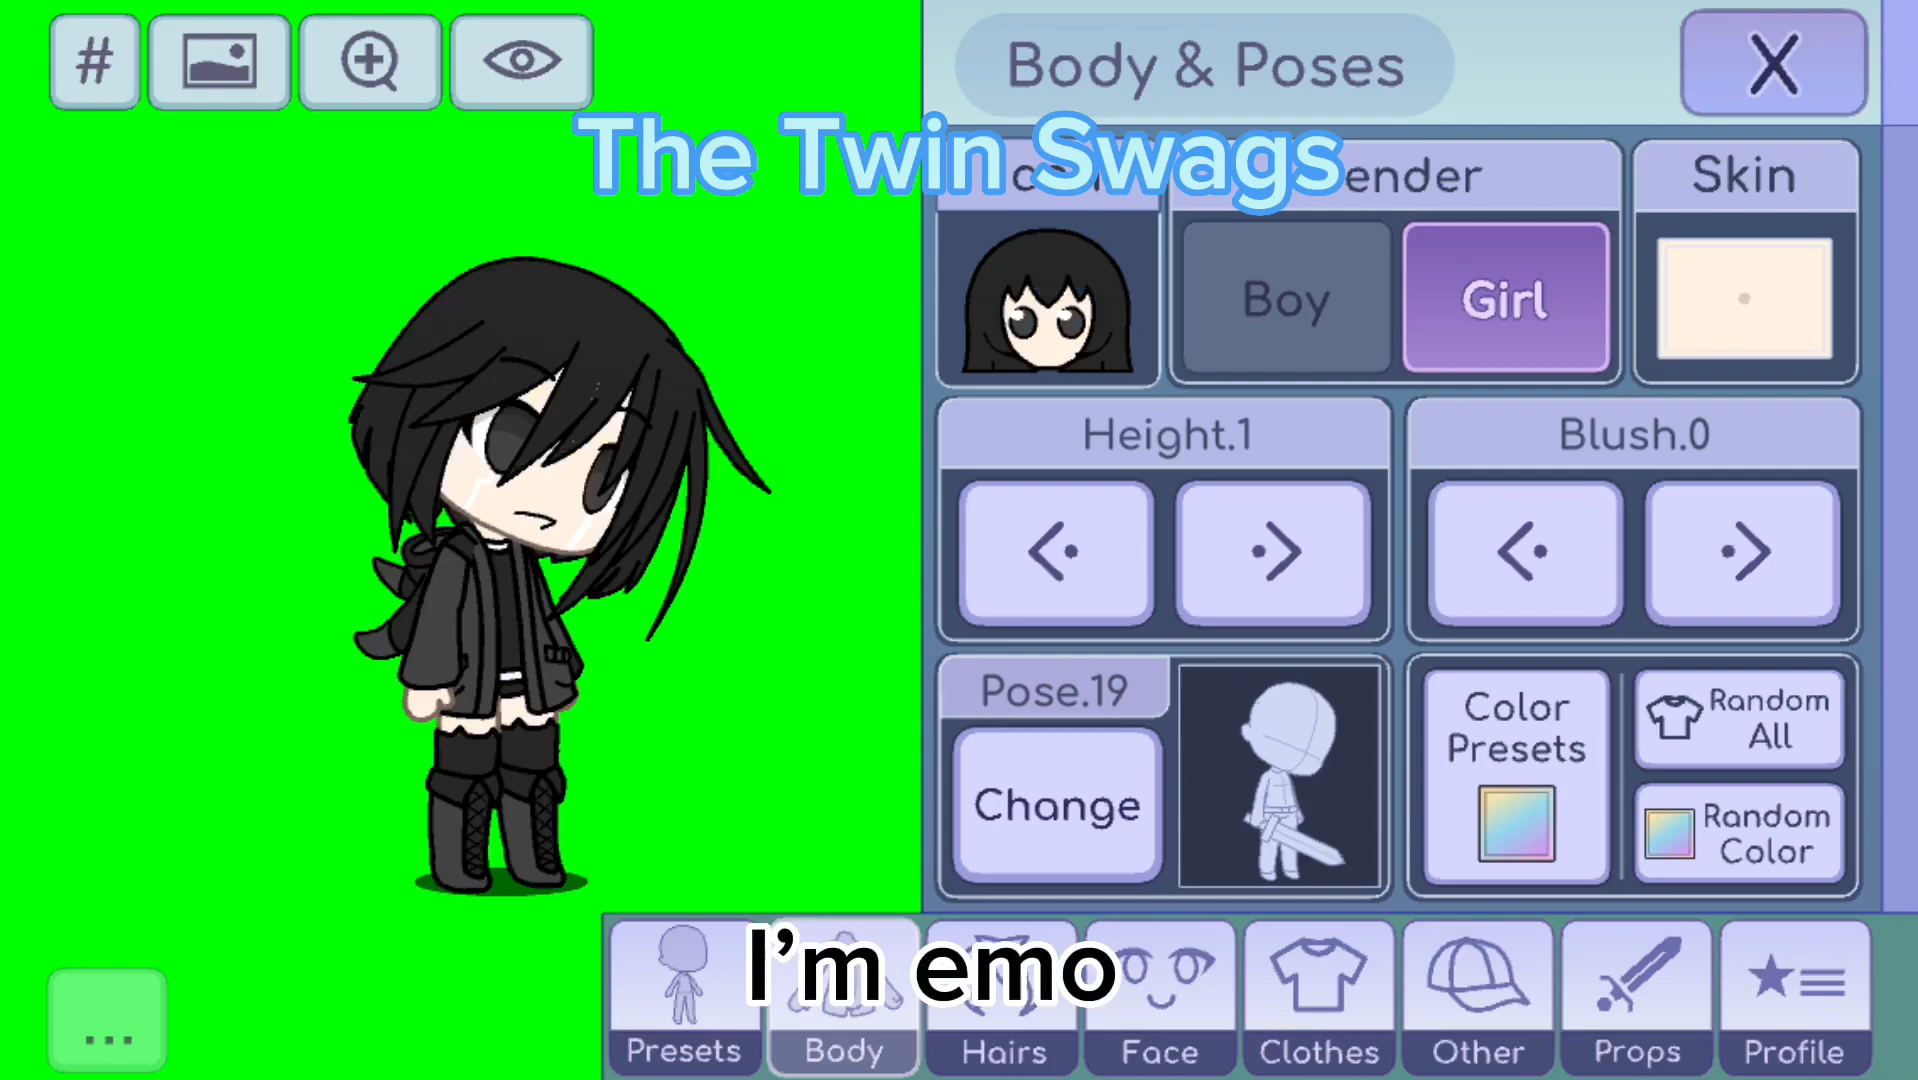 #
Body & Poses
X
The Twin Swags
ender
Skin
Boy
Girl
Height.1
Blush.0
Pose.19
Change
Color
Presets
Random
All
Random
Color
I'm emo
...
Presets
Body
Hairs
Face
Clothes
Other
Props
Profile